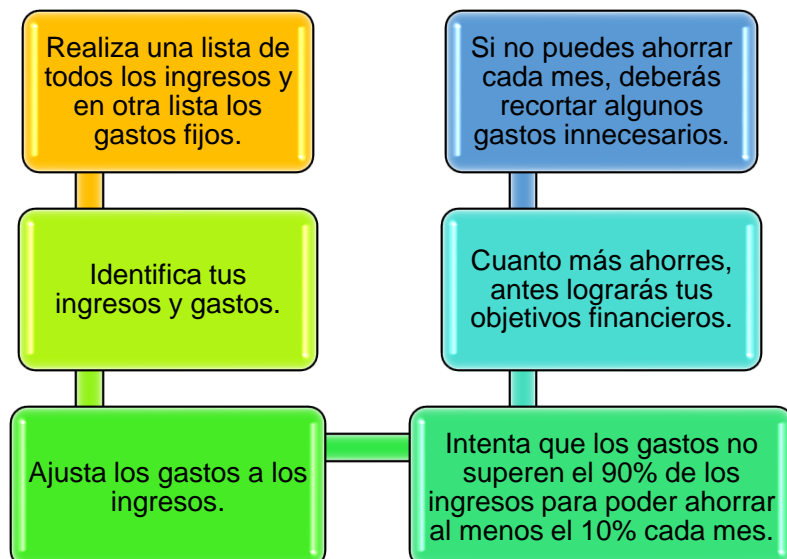 Realiza una lista de
todos los ingresos y
en otra lista los
gastos fijos.
Identifica tus
ingresos y gastos.
Ajusta los gastos a los
ingresos.
Intenta que los gastos no
superen el 90% de los
ingresos para poder ahorrar
al menos el 10% cada mes.
Cuanto más ahorres,
antes lograrás tus
objetivos financieros.
Si no puedes ahorrar
cada mes, deberás
recortar algunos
gastos innecesarios.